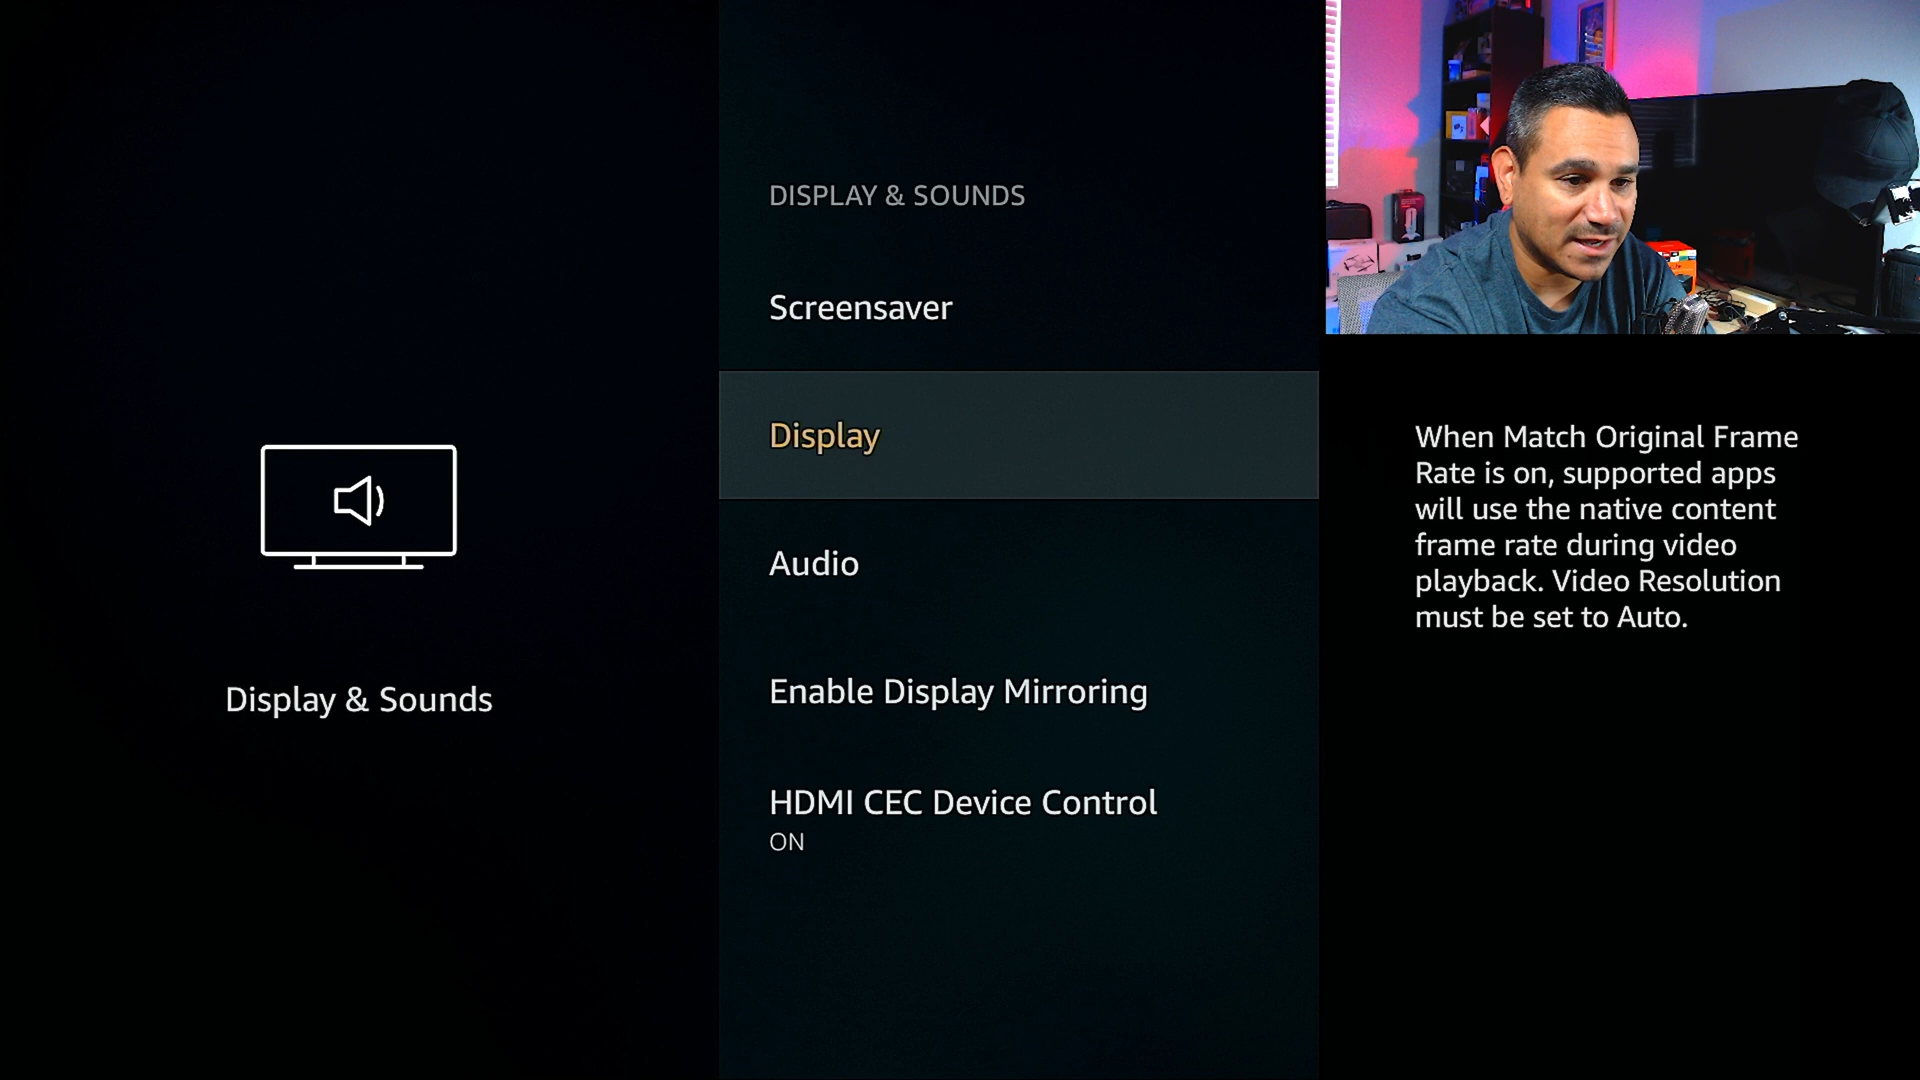 Display & Sounds
DISPLAY & SOUNDS
Screensaver
Display
Audio
Enable Display Mirroring
HDMI CEC Device Control
ON
When Match Original Frame
Rate is on, supported apps
will use the native content
frame rate during video
playback. Video Resolution
must be set to Auto.